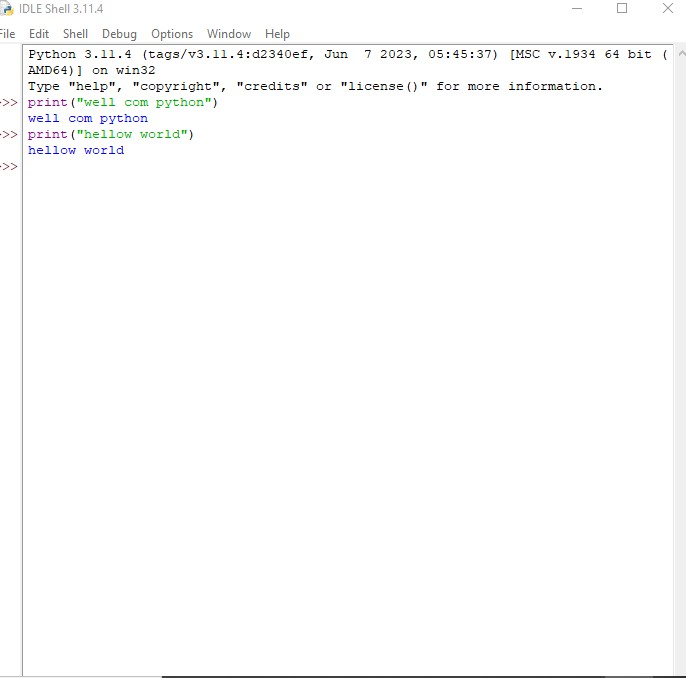 IDLE Shell 3.11.4
File Edit Shell Debug Options Window Help
Python 3.11.4 (tags/v3.11.4:d2340ef, Jun  7 2023, 05:45:37) [MSC v.1934 64 bit (
AMD64)] on win32
Type "help", "copyright", "credits" or "license()" for more information.
>>> print("well com python")
well com python
>>> print("hellow world")
hellow world
>>>